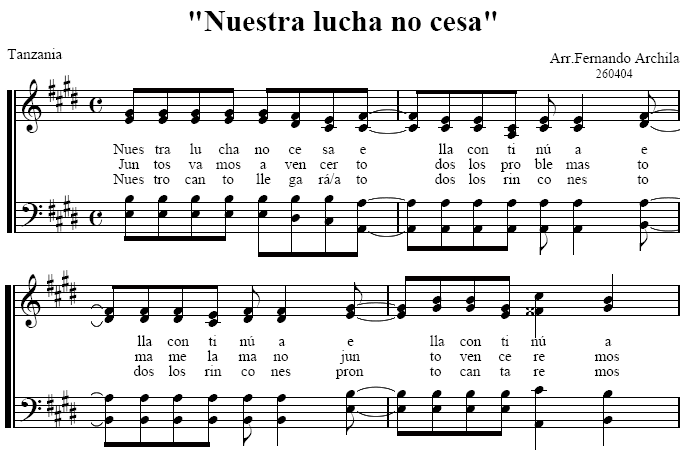 "Nuestra lucha no cesa"
Tanzania
Arr.Fernando Archila
260404
Nues tra lu cha no ce sa e lla con ti nú a e
Jun tos va mos a ven cer to dos los pro ble mas to
Nues tro can to lle ga rá/a to dos los rin co nes to
lla con ti nú a e lla con ti nú a
ma me la ma no jun to ven ce re mos
dos los rin co nes pron to can ta re mos